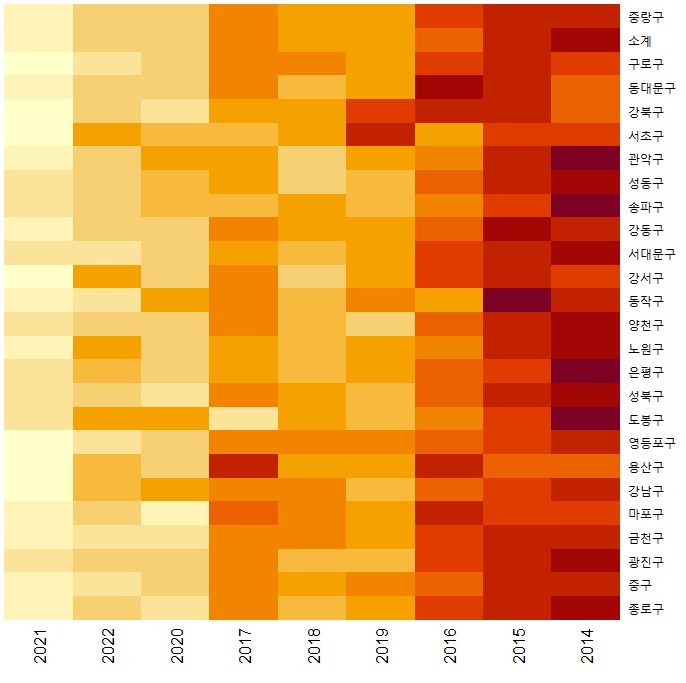 중랑구
소계
구로구
동대문구
강북구
서초구
관악구
성동구
송파구
강동구
서대문구
강서구
동작구
양천구
노원구
은평구
성북구
도봉구
영등포구
용산구
강남구
마포구
금천구
광진구
중구
종로구
2021
2022
2020
2017
2018
2019
2016
2015
2014